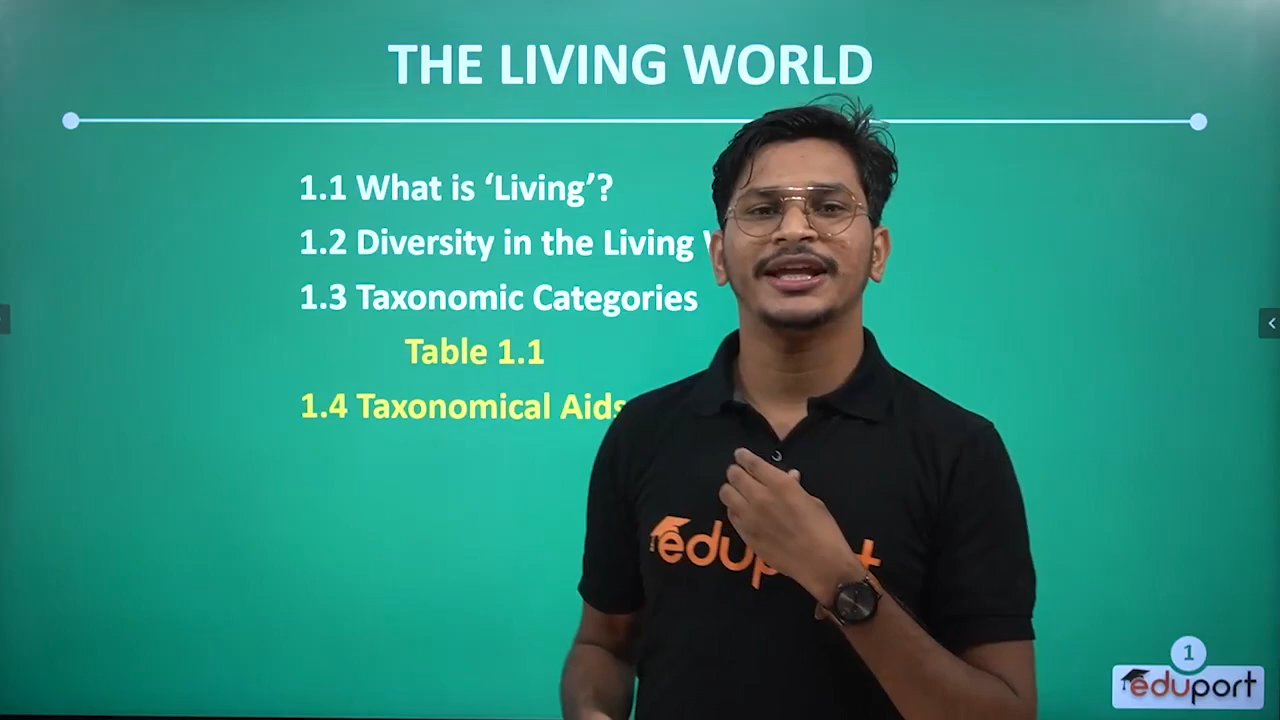 THE LIVING WORLD
1.1 What is ‘Living’?
1.2 Diversity in the Living
1.3 Taxonomic Categories
Table 1.1
1.4 Taxonomical Aids
eduport
1
eduport